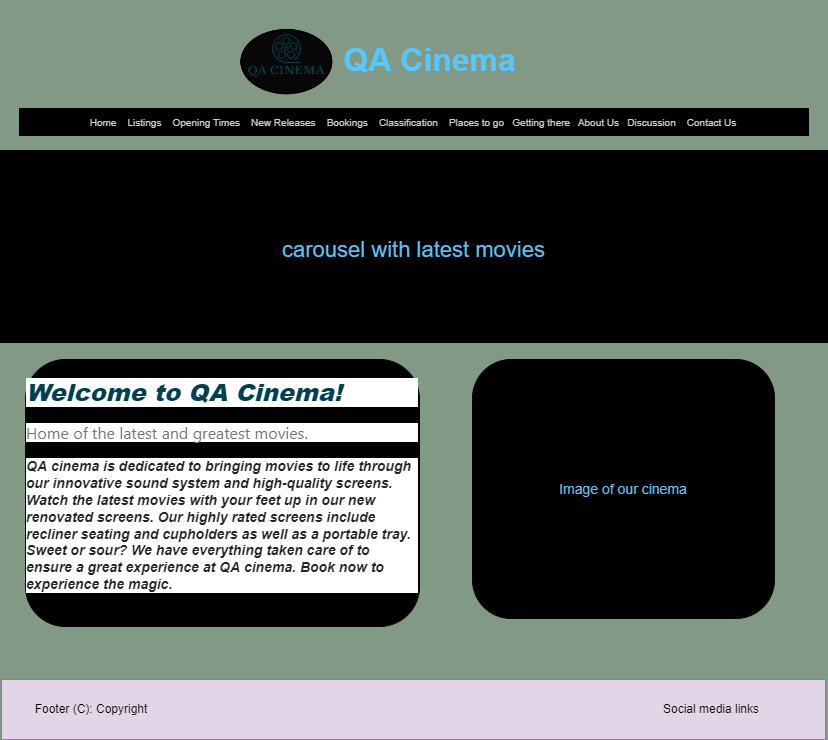 QA CINEMA
QA Cinema
Home Listings Opening Times New Releases Bookings Classification Places to go Getting there About Us Discussion Contact Us
carousel with latest movies
Welcome to QA Cinema!
Home of the latest and greatest movies.
QA cinema is dedicated to bringing movies to life through
our innovative sound system and high-quality screens.
Watch the latest movies with your feet up in our new
renovated screens. Our highly rated screens include
recliner seating and cupholders as well as a portable tray.
Sweet or sour? We have everything taken care of to
ensure a great experience at QA cinema. Book now to
experience the magic.
Image of our cinema
Footer (C): Copyright
Social media links